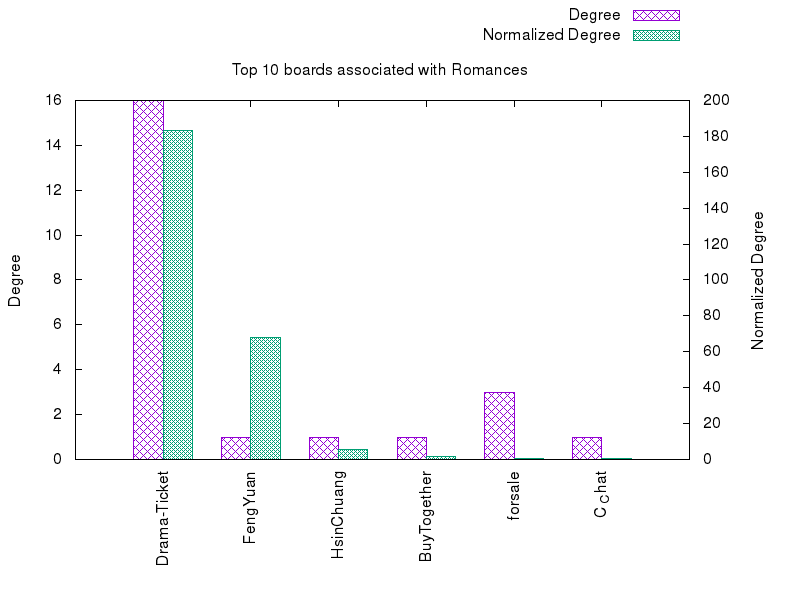 Degree
Normalized Degree
Top 10 boards associated with Romances
16
14
12
10
8
6
4
2
0
200
180
160
140
120
100
80
60
40
20
0
Degree
Normalized Degree
Drama-Ticket
FengYuan
HsinChuang
BuyTogether
forsale
C_Chat